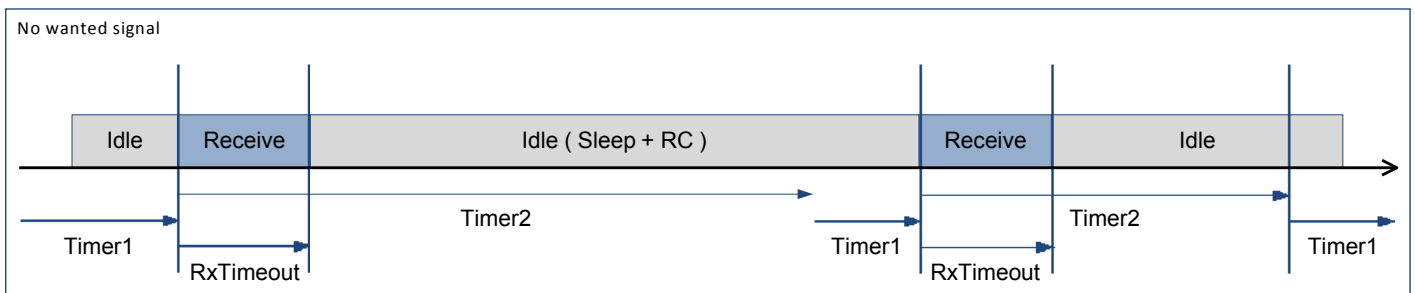 No wanted signal
Idle
Receive
Idle ( Sleep + RC )
Receive
Idle
Timer2
Timer2
Timer1
Timer1
Timer1
RxTimeout
RxTimeout